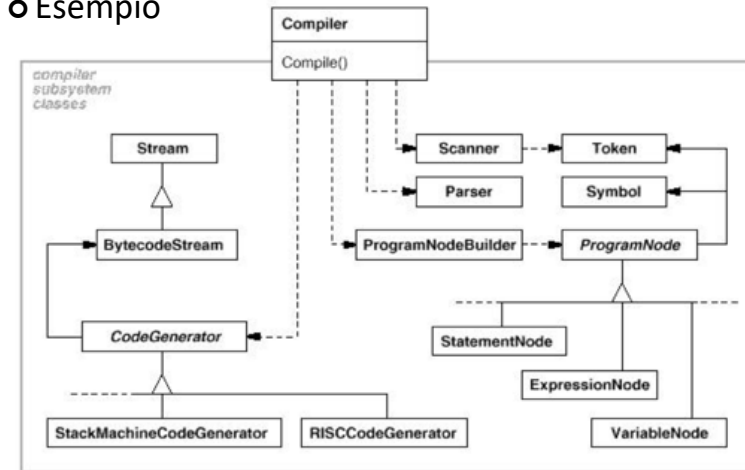 Esempio
Compiler
Compile()
compiler
subsystem
classes
Stream
Scanner
Token
Parser
Symbol
BytecodeStream
ProgramNodeBuilder
ProgramNode
CodeGenerator
StatementNode
ExpressionNode
StackMachineCodeGenerator
RISCCodeGenerator
VariableNode